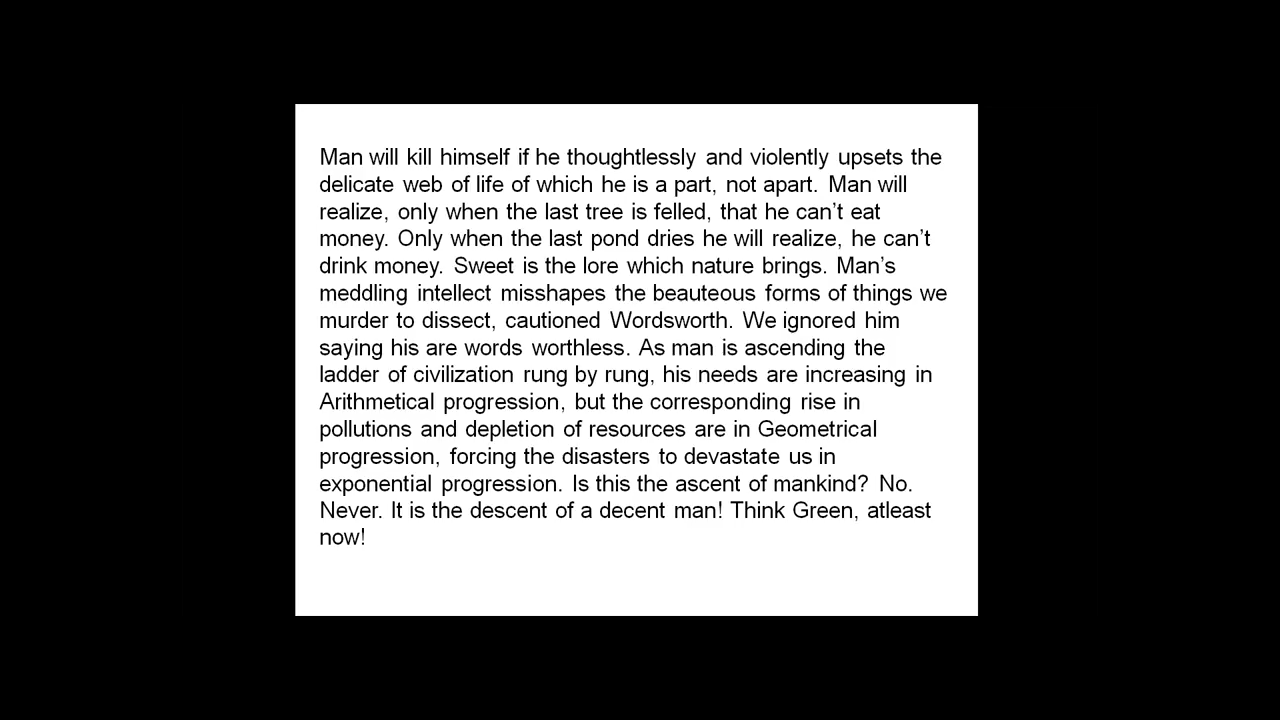 Man will kill himself if he thoughtlessly and violently upsets the
delicate web of life of which he is a part, not apart. Man will
realize, only when the last tree is felled, that he can’t eat
money. Only when the last pond dries he will realize, he can’t
drink money. Sweet is the lore which nature brings. Man’s
meddling intellect misshapes the beauteous forms of things we
murder to dissect, cautioned Wordsworth. We ignored him
saying his are words worthless. As man is ascending the
ladder of civilization rung by rung, his needs are increasing in
Arithmetical progression, but the corresponding rise in
pollutions and depletion of resources are in Geometrical
progression, forcing the disasters to devastate us in
exponential progression. Is this the ascent of mankind? No.
Never. It is the descent of a decent man! Think Green, atleast
now!